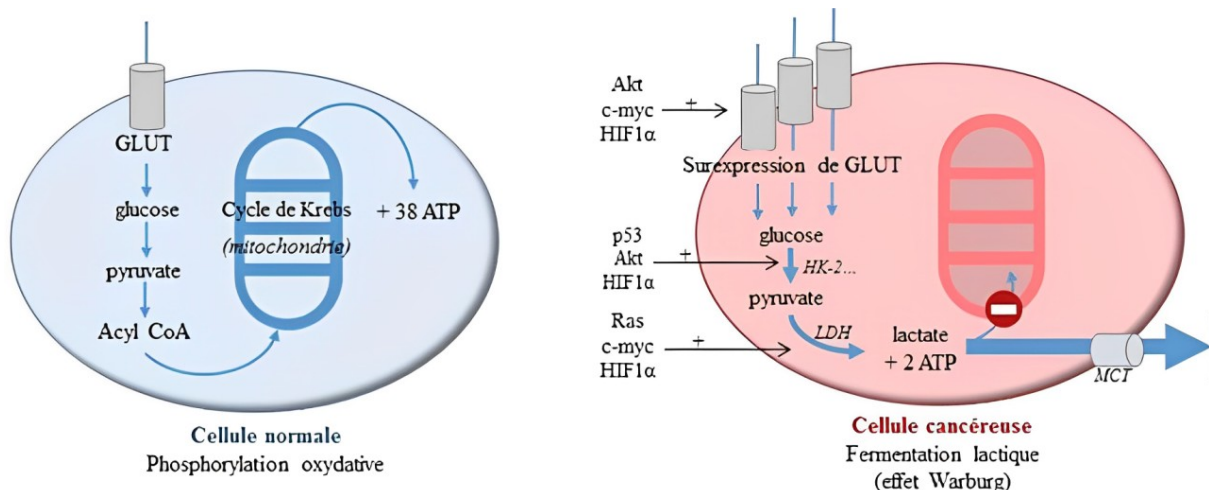 GLUT
glucose
pyruvate
Acyl CoA
Cycle de Krebs
(mitochondrie)
+ 38 ATP
Cellule normale
Phosphorylation oxydative
Akt
c-myc
HIF1α
+
Surexpression de GLUT
glucose
p53
Akt
HIF1α
+
HK-2...
pyruvate
Ras
c-myc
HIF1α
+
LDH
lactate
+ 2 ATP
MCT
Cellule cancéreuse
Fermentation lactique
(effet Warburg)